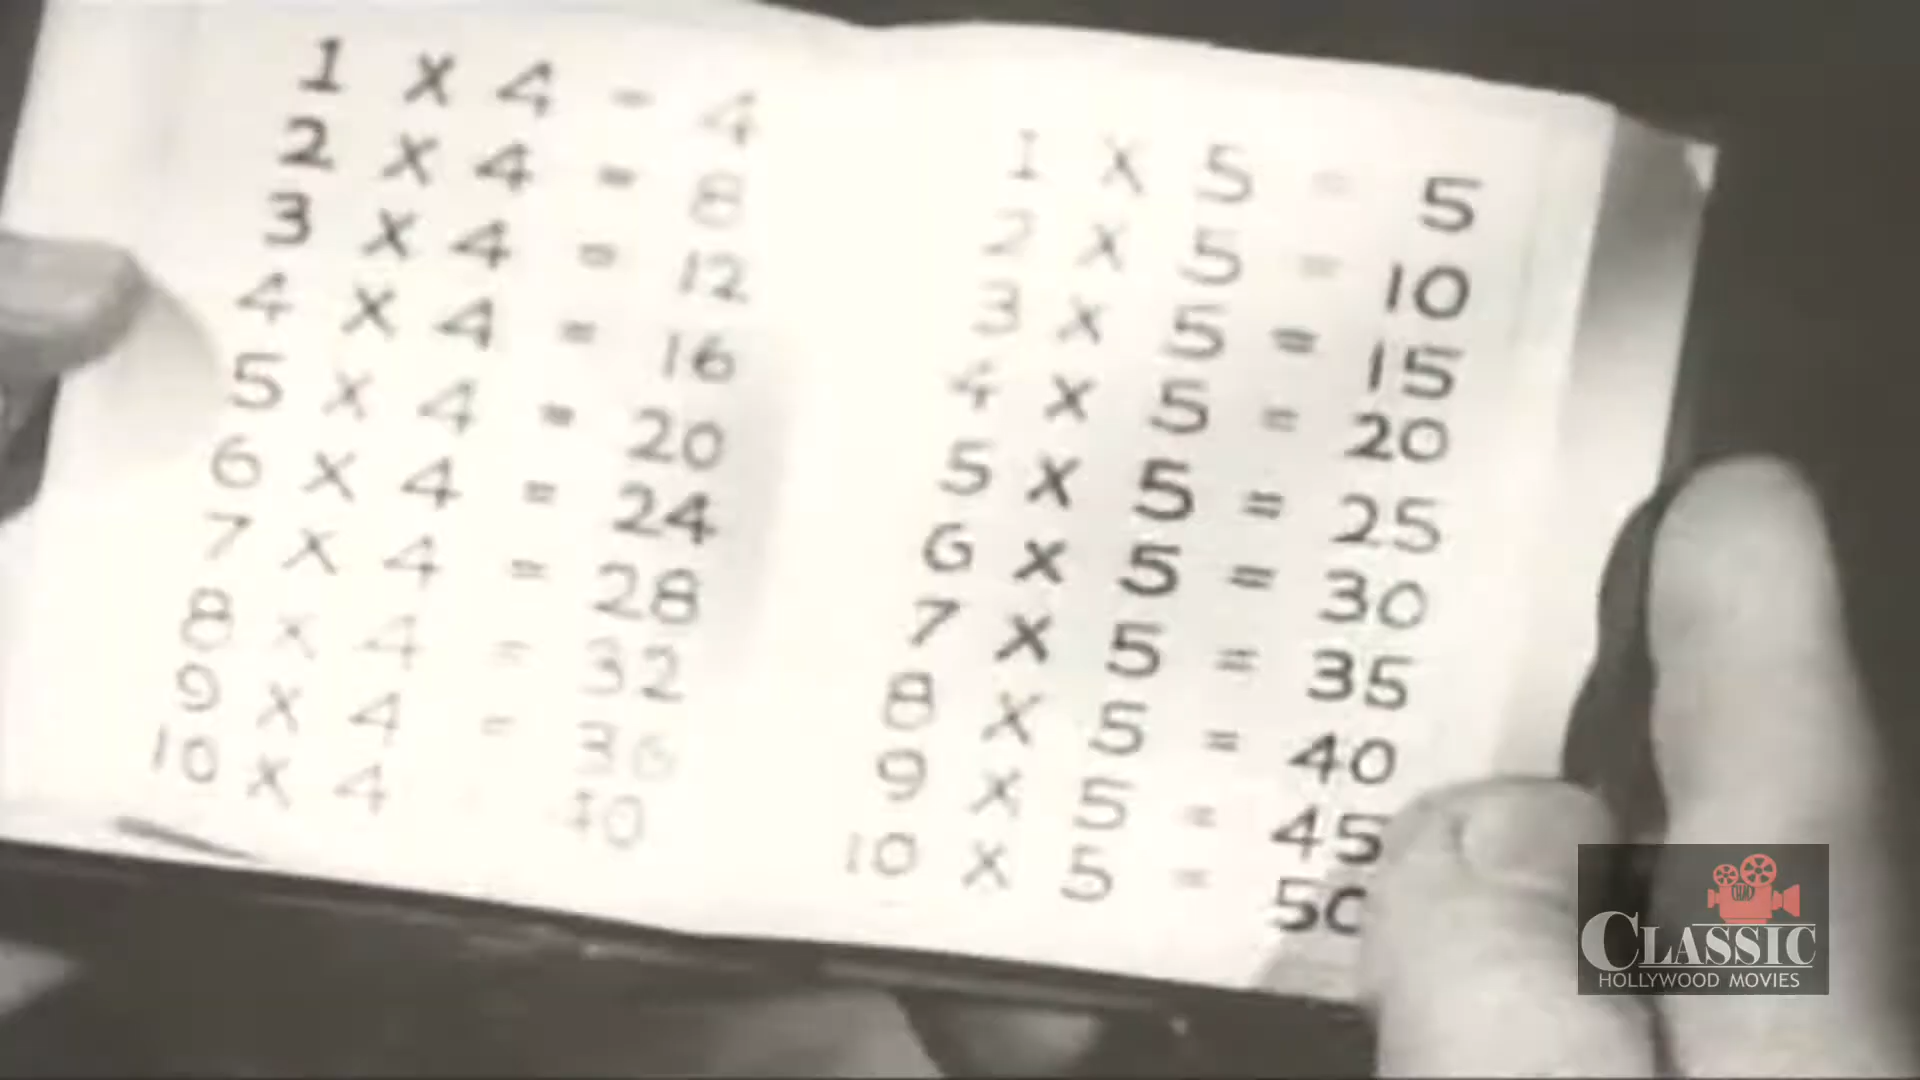 1 X 4 - 4
2 X 4 = 8
3 X 4 = 12
4 X 4 = 16
5 X 4 = 20
6 X 4 = 24
7 X 4 = 28
8 X 4 = 32
9 X 4 = 36
10 X 4 40
1 X 5 = 5
2 X 5 = 10
3 X 5 = 15
4 X 5 = 20
5 X 5 = 25
6 X 5 = 30
7 X 5 = 35
8 X 5 = 40
9 X 5 = 45
10 X 5 = 50
CLASSIC
HOLLYWOOD MOVIES